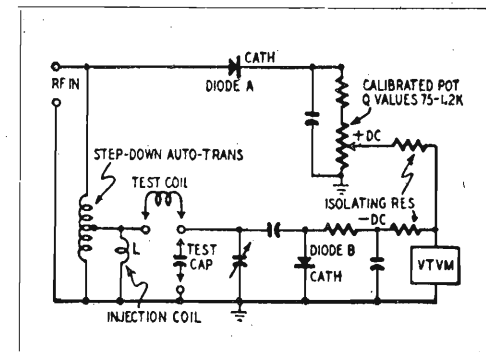 CATH
DIODE A
RF IN
CALIBRATED POT
Q VALUES 75-1.2K
+DC
STEP-DOWN AUTO-TRANS
TEST COIL
ISOLATING RES
-DC
L
TEST
CAP
DIODE B
CATH
VTVM
INJECTION COIL